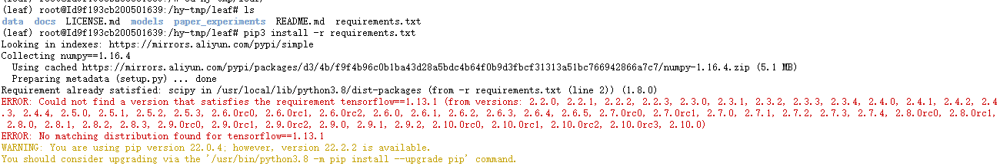 (leaf) root@Id9f193cb200501639:/hy-tmp/leaf# ls
data docs LICENSE.md models paper_experiments README.md requirements.txt
(leaf) root@Id9f193cb200501639:/hy-tmp/leaf# pip3 install -r requirements.txt
Looking in indexes: https://mirrors.aliyun.com/pypi/simple
Collecting numpy==1.16.4
Using cached https://mirrors.aliyun.com/pypi/packages/d3/4b/f9f4b96c0b1ba43d28a5bdc4b64f0b9d3fbcf31313a51bc766942866a7c7/numpy-1.16.4.zip (5.1 MB)
Preparing metadata (setup.py) ... done
Requirement already satisfied: scipy in /usr/local/lib/python3.8/dist-packages (from -r requirements.txt (line 2)) (1.8.0)
ERROR: Could not find a version that satisfies the requirement tensorflow==1.13.1 (from versions: 2.2.0, 2.2.1, 2.2.2, 2.2.3, 2.3.0, 2.3.1, 2.3.2, 2.3.3, 2.3.4, 2.4.0, 2.4.1, 2.4.2, 2.4
.3, 2.4.4, 2.5.0, 2.5.1, 2.5.2, 2.5.3, 2.6.0rc0, 2.6.0rc1, 2.6.0rc2, 2.6.0, 2.6.1, 2.6.2, 2.6.3, 2.6.4, 2.6.5, 2.7.0rc0, 2.7.0rc1, 2.7.0, 2.7.1, 2.7.2, 2.7.3, 2.7.4, 2.8.0rc0, 2.8.0rc1,
2.8.0, 2.8.1, 2.8.2, 2.8.3, 2.9.0rc0, 2.9.0rc1, 2.9.0rc2, 2.9.0, 2.9.1, 2.9.2, 2.10.0rc0, 2.10.0rc1, 2.10.0rc2, 2.10.0rc3, 2.10.0)
ERROR: No matching distribution found for tensorflow==1.13.1
WARNING: You are using pip version 22.0.4; however, version 22.2.2 is available.
You should consider upgrading via the '/usr/bin/python3.8 -m pip install --upgrade pip' command.